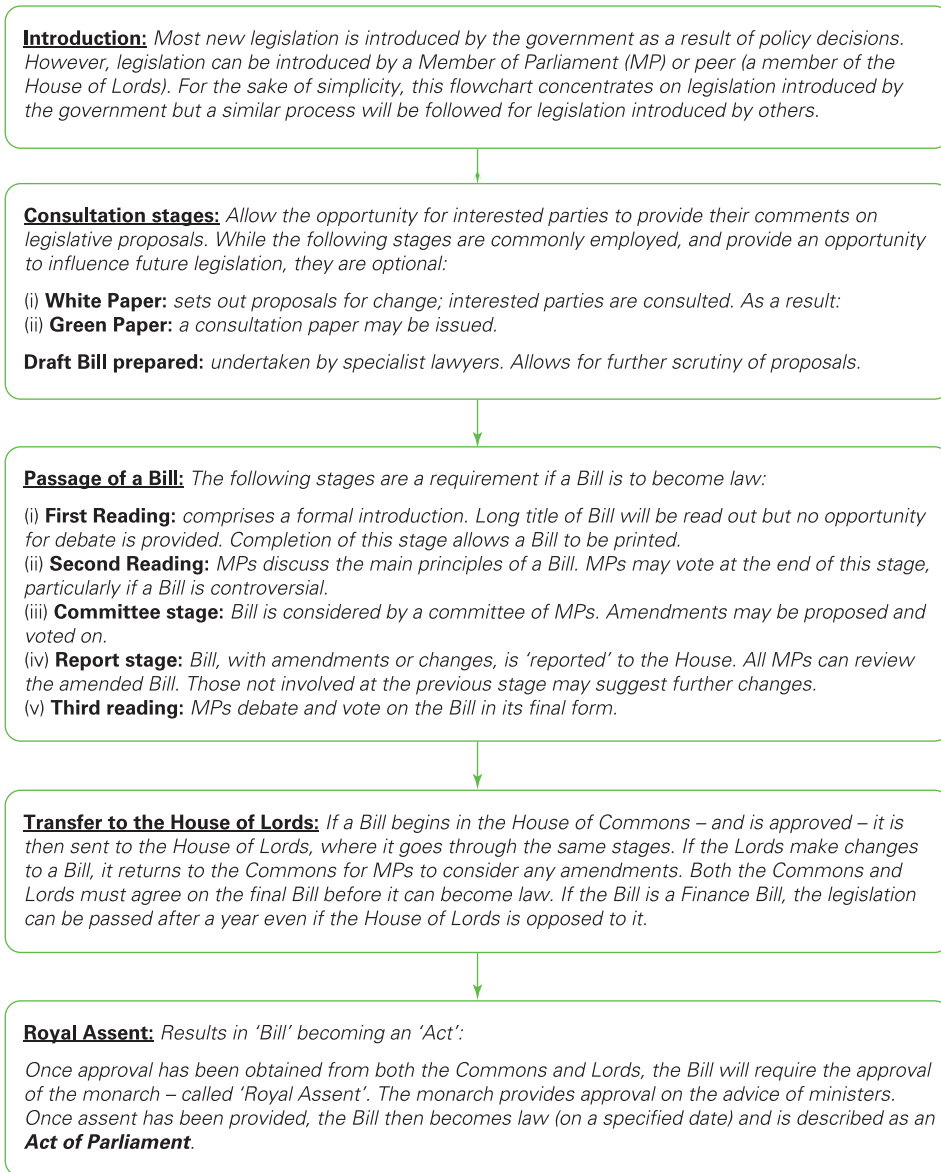 Introduction: Most new legislation is introduced by the government as a result of policy decisions.
However, legislation can be introduced by a Member of Parliament (MP) or peer (a member of the
House of Lords). For the sake of simplicity, this flowchart concentrates on legislation introduced by
the government but a similar process will be followed for legislation introduced by others.
Consultation stages: Allow the opportunity for interested parties to provide their comments on
legislative proposals. While the following stages are commonly employed, and provide an opportunity
to influence future legislation, they are optional:
(i) White Paper: sets out proposals for change; interested parties are consulted. As a result:
(ii) Green Paper: a consultation paper may be issued.
Draft Bill prepared: undertaken by specialist lawyers. Allows for further scrutiny of proposals.
Passage of a Bill: The following stages are a requirement if a Bill is to become law:
(i) First Reading: comprises a formal introduction. Long title of Bill will be read out but no opportunity
for debate is provided. Completion of this stage allows a Bill to be printed.
(ii) Second Reading: MPs discuss the main principles of a Bill. MPs may vote at the end of this stage,
particularly if a Bill is controversial.
(iii) Committee stage: Bill is considered by a committee of MPs. Amendments may be proposed and
voted on.
(iv) Report stage: Bill, with amendments or changes, is ‘reported’ to the House. All MPs can review
the amended Bill. Those not involved at the previous stage may suggest further changes.
(v) Third reading: MPs debate and vote on the Bill in its final form.
Transfer to the House of Lords: If a Bill begins in the House of Commons – and is approved – it is
then sent to the House of Lords, where it goes through the same stages. If the Lords make changes
to a Bill, it returns to the Commons for MPs to consider any amendments. Both the Commons and
Lords must agree on the final Bill before it can become law. If the Bill is a Finance Bill, the legislation
can be passed after a year even if the House of Lords is opposed to it.
Royal Assent: Results in ‘Bill’ becoming an ‘Act’:
Once approval has been obtained from both the Commons and Lords, the Bill will require the approval
of the monarch – called ‘Royal Assent’. The monarch provides approval on the advice of ministers.
Once assent has been provided, the Bill then becomes law (on a specified date) and is described as an
Act of Parliament.